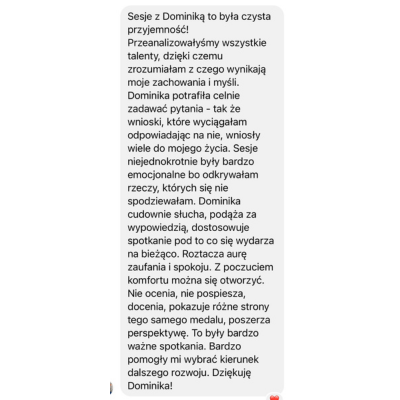 Sesje z Dominiką to była czysta
przyjemność!
Przeanalizowałyśmy wszystkie
talenty, dzięki czemu
zrozumiałam z czego wynikają
moje zachowania i myśli.
Dominika potrafiła celnie
zadawać pytania - tak że
wnioski, które wyciągałam
odpowiadając na nie, wniosły
wiele do mojego życia. Sesje
niejednokrotnie były bardzo
emocjonalne bo odkrywałam
rzeczy, których się nie
spodziewałam. Dominika
cudownie słucha, podąża za
wypowiedzią, dostosowuje
spotkanie pod to co się wydarza
na bieżąco. Roztacza aurę
zaufania i spokoju. Z poczuciem
komfortu można się otworzyć.
Nie ocenia, nie pospiesza,
docenia, pokazuje różne strony
tego samego medalu, poszerza
perspektywę. To były bardzo
ważne spotkania. Bardzo
pomogły mi wybrać kierunek
dalszego rozwoju. Dziękuję
Dominika!